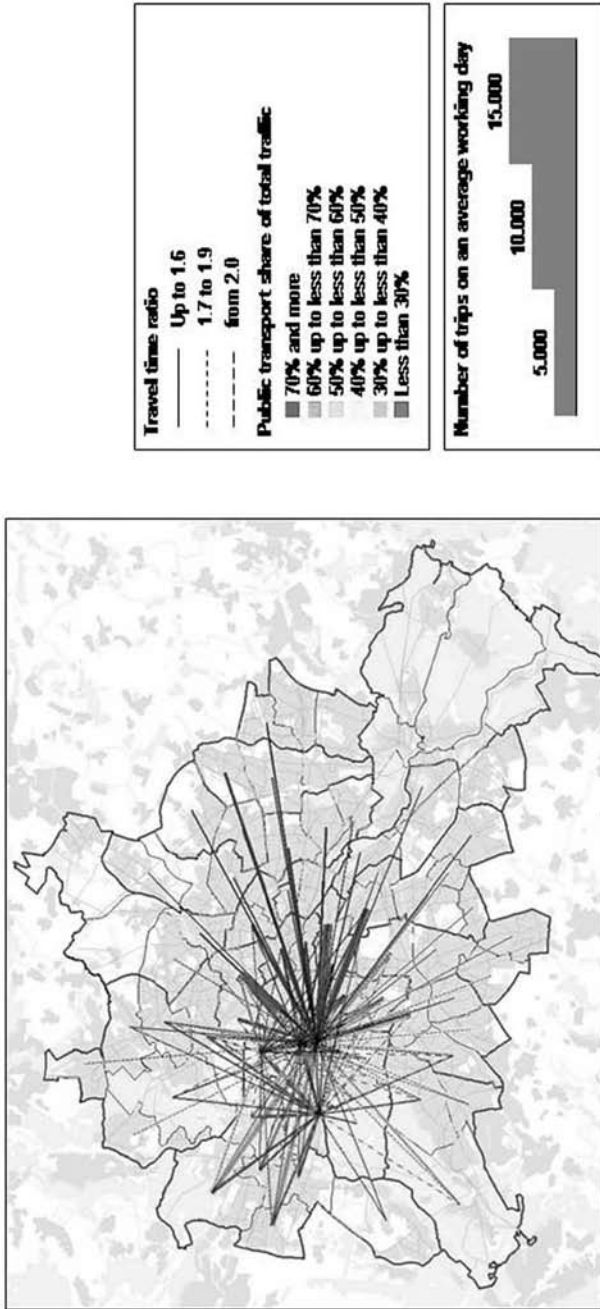 Travel time ratio
Up to 1.6
1.7 to 1.9
from 2.0
Public transport share of total traffic
70% and more
60% up to less than 70%
50% up to less than 60%
40% up to less than 50%
30% up to less than 40%
Less than 30%
Number of trips on an average working day
5.000
10.000
15.000